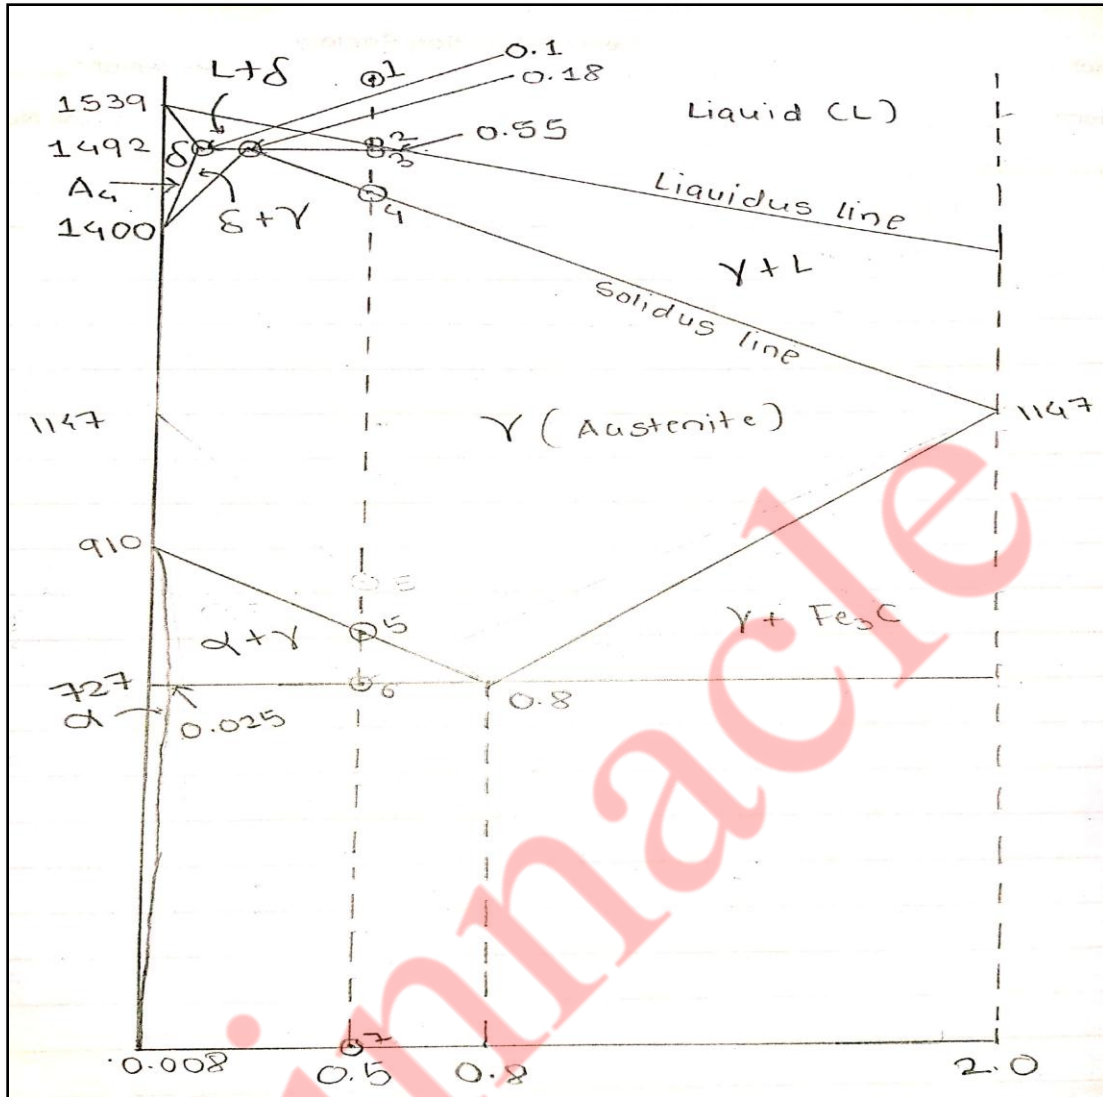 L+δ
1
0.1
0.18
1539
Liquid (L)
1492
δ
2
3
0.55
A4
δ+γ
4
Liquidus line
1400
γ+L
Solidus line
1147
γ (Austenite)
1147
910
5
α+γ
γ+ Fe3C
727
6
0.8
α
0.025
7
0.008
0.5
0.8
2.0
innacle